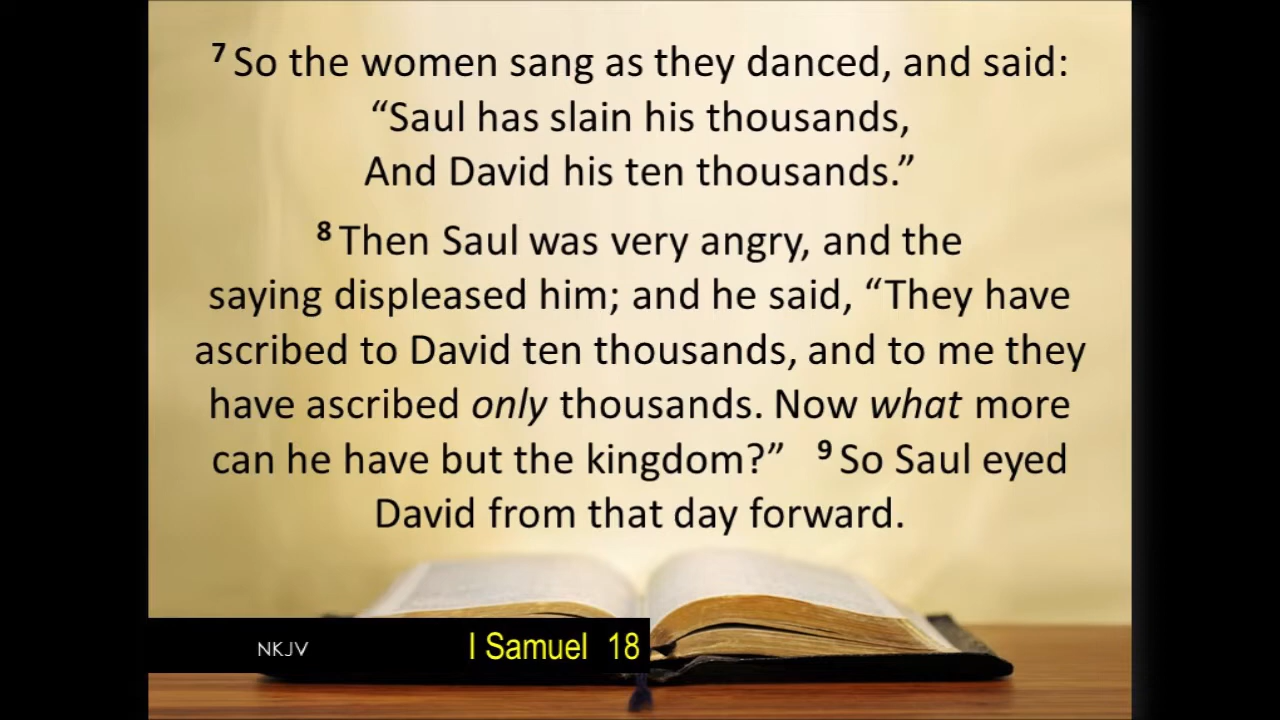 ⁷ So the women sang as they danced, and said:
“Saul has slain his thousands,
And David his ten thousands.”
⁸ Then Saul was very angry, and the
saying displeased him; and he said, “They have
ascribed to David ten thousands, and to me they
have ascribed only thousands. Now what more
can he have but the kingdom?” ⁹ So Saul eyed
David from that day forward.
NKJV I Samuel 18